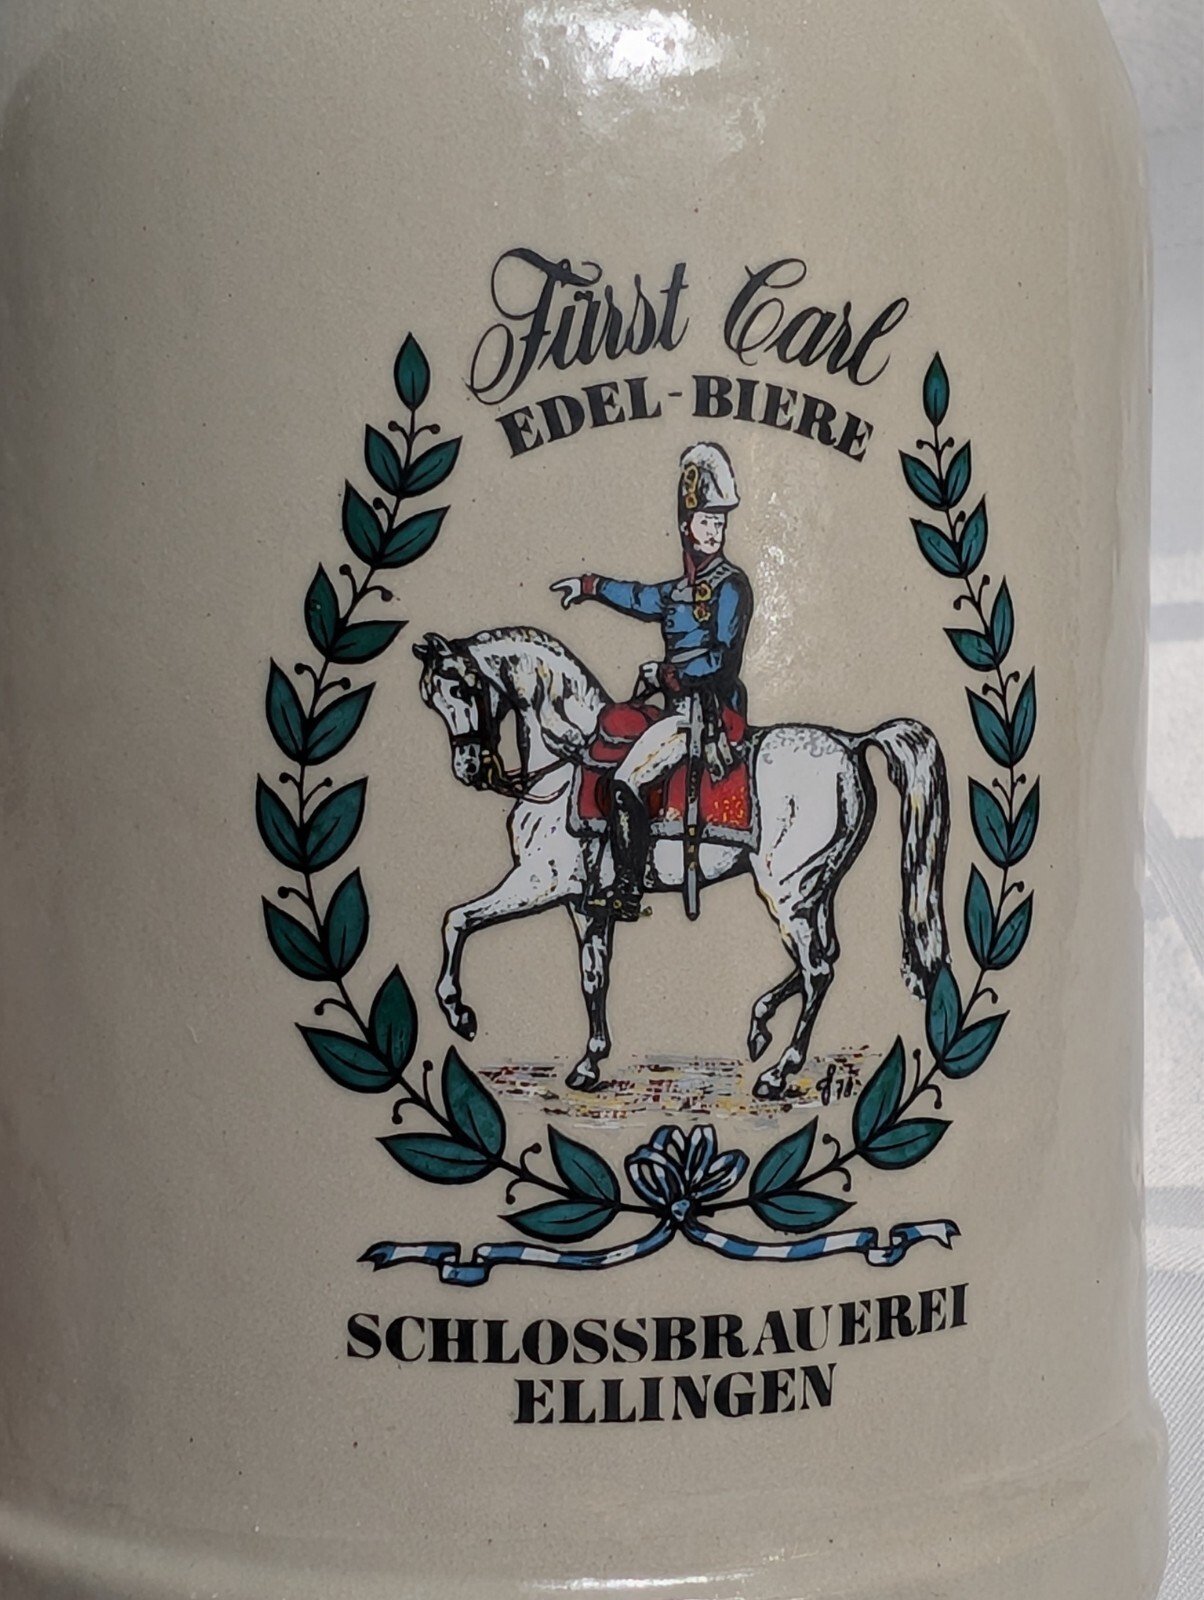 Fürst Carl
EDEL-BIERE
SCHLOSSBRAUEREI
ELLINGEN